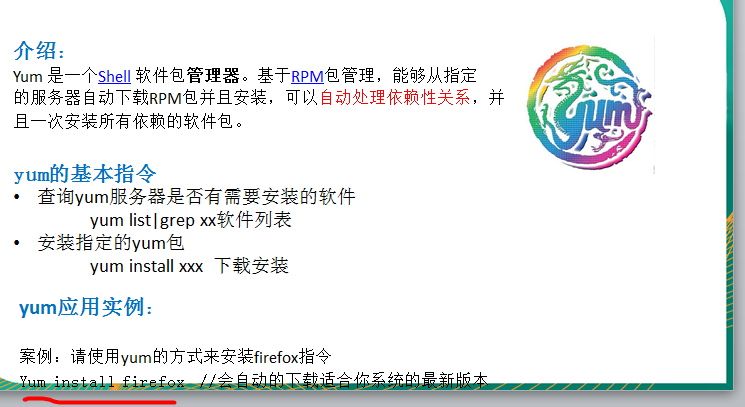 介绍：
Yum 是一个Shell 软件包管理器。基于RPM包管理，能够从指定
的服务器自动下载RPM包并且安装，可以自动处理依赖性关系，并
且一次安装所有依赖的软件包。
yum
yum的基本指令
• 查询yum服务器是否有需要安装的软件
yum list|grep xx软件列表
• 安装指定的yum包
yum install xxx 下载安装
yum应用实例：
案例：请使用yum的方式来安装firefox指令
Yum install firefox //会自动的下载适合你系统的最新版本